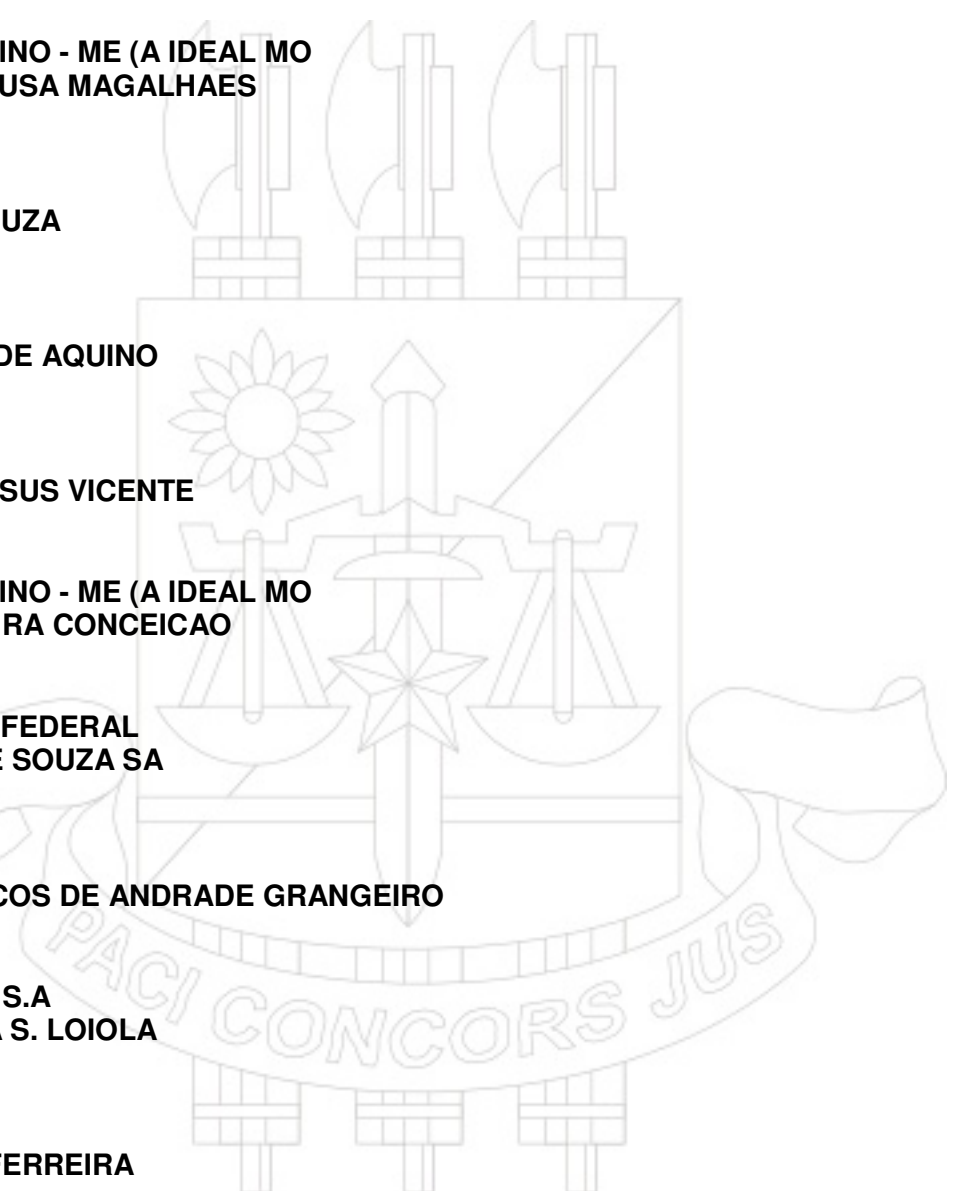 INO - ME (A IDEAL MO
USA MAGALHAES
UZA
DE AQUINO
SUS VICENTE
INO - ME (A IDEAL MO
RA CONCEICAO
FEDERAL
E SOUZA SA
COS DE ANDRADE GRANGEIRO
PACI CONCORS JUS
S.A
A S. LOIOLA
FERREIRA